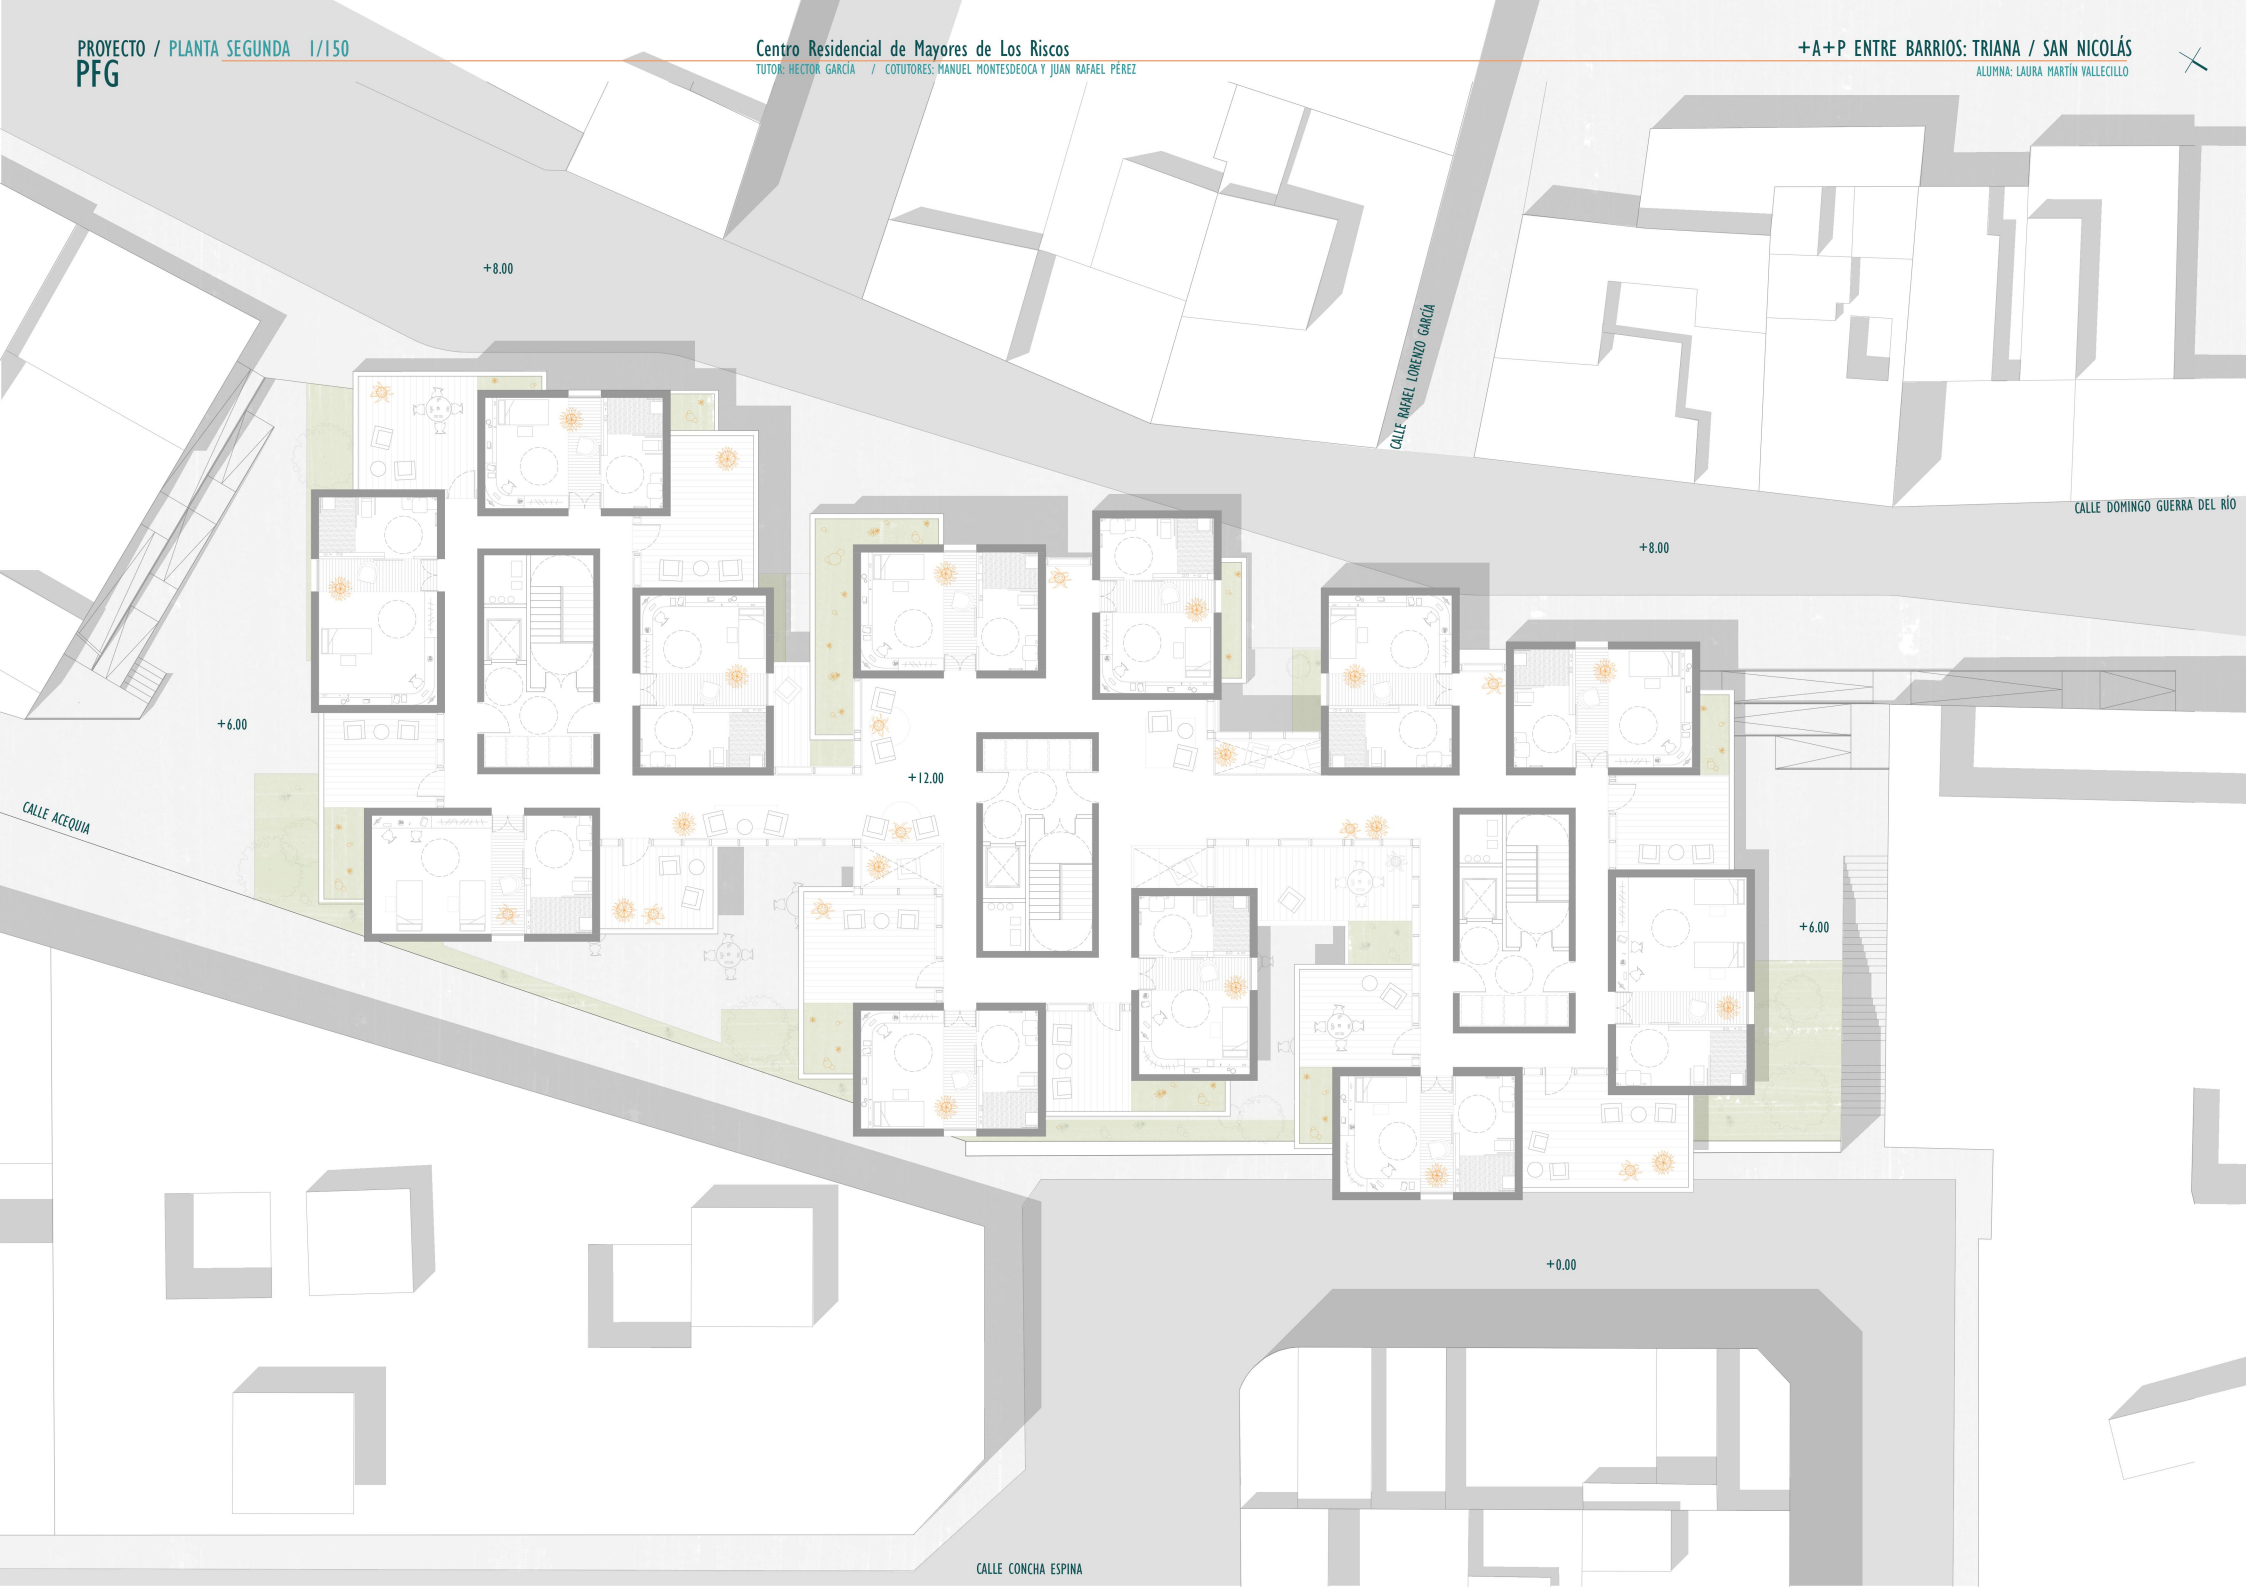 PROYECTO / PLANTA SEGUNDA 1/150
PFG
Centro Residencial de Mayores de Los Riscos
TUTOR: HECTOR GARCÍA / COTUTORES: MANUEL MONTESDEOCA Y JUAN RAFAEL PÉREZ
+A+P ENTRE BARRIOS: TRIANA / SAN NICOLÁS
ALUMNA: LAURA MARTÍN VALLECILLO
+8.00
CALLE RAFAEL LORENZO GARCÍA
CALLE DOMINGO GUERRA DEL RÍO
+8.00
+6.00
+12.00
CALLE ACEQUIA
+6.00
+0.00
CALLE CONCHA ESPINA